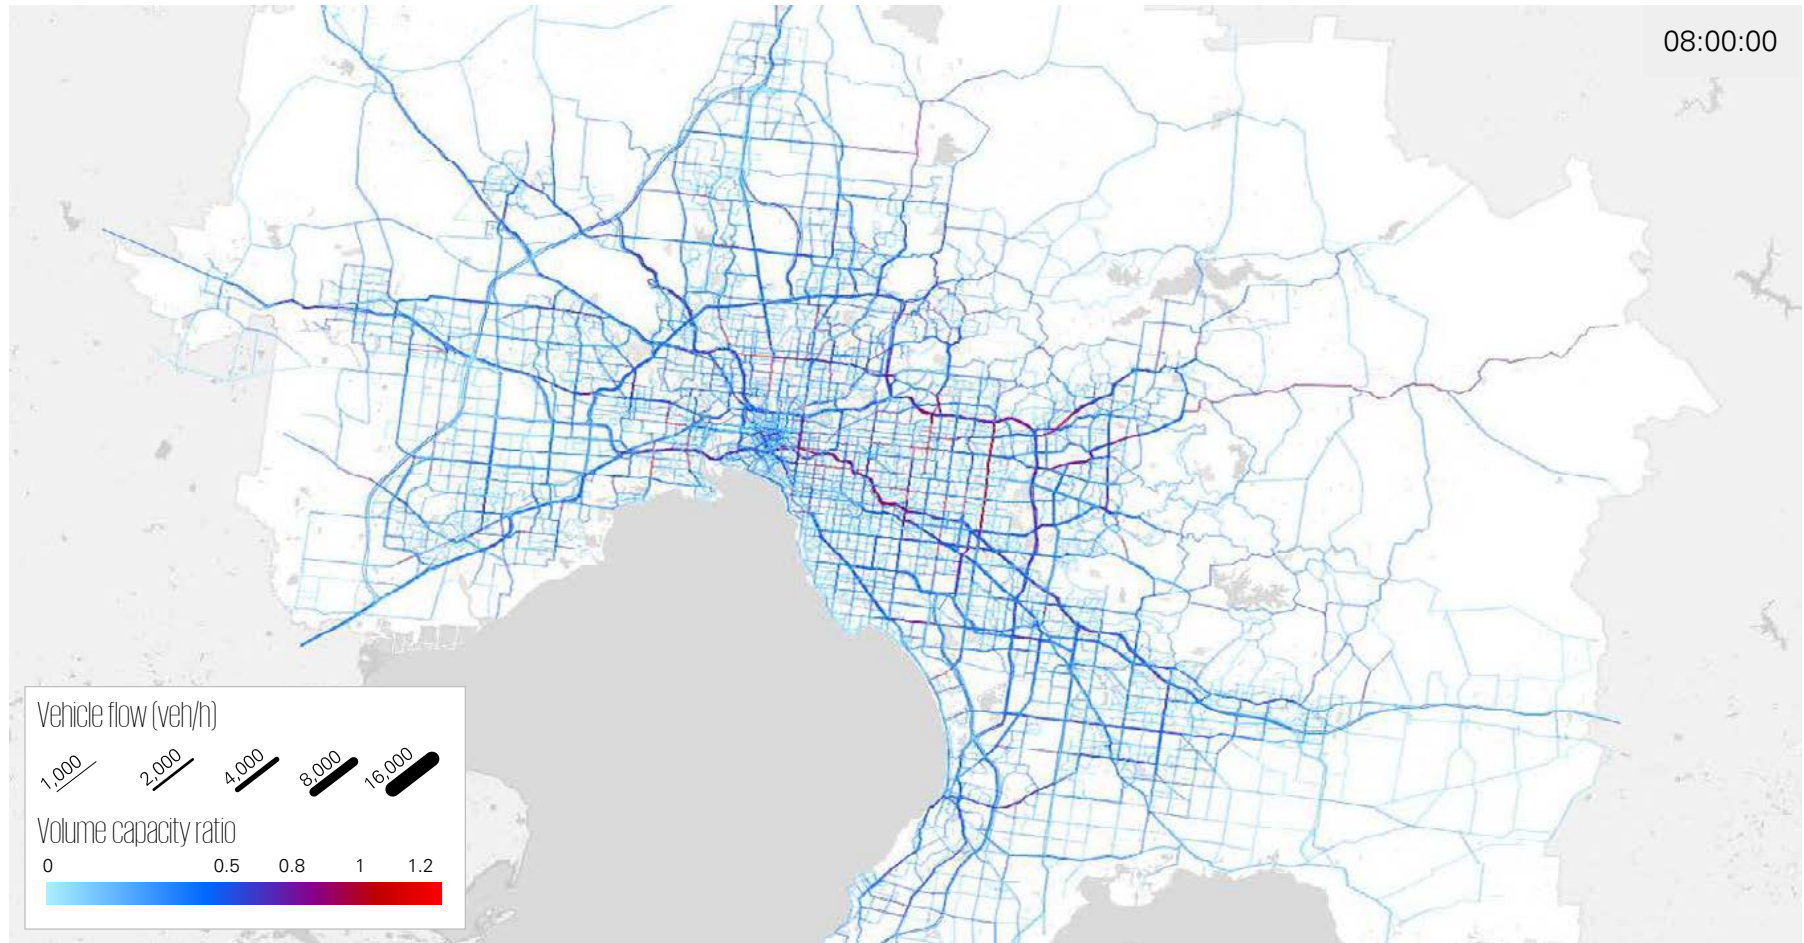 08:00:00
Vehicle flow (veh/h)
1,000 2,000 4,000 8,000 16,000
Volume capacity ratio
0 0.5 0.8 1 1.2